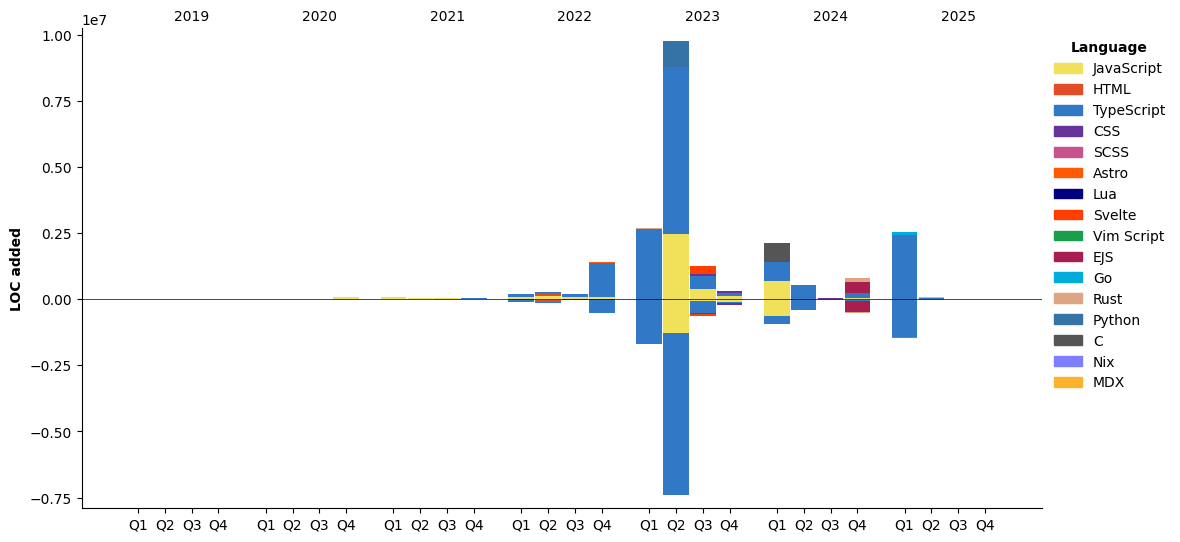 2019 2020 2021 2022 2023 2024 2025
1e7
1.00
0.75
0.50
0.25
0.00
−0.25
−0.50
−0.75
LOC added
Q1 Q2 Q3 Q4 Q1 Q2 Q3 Q4 Q1 Q2 Q3 Q4 Q1 Q2 Q3 Q4 Q1 Q2 Q3 Q4 Q1 Q2 Q3 Q4 Q1 Q2 Q3 Q4
Language
JavaScript
HTML
TypeScript
CSS
SCSS
Astro
Lua
Svelte
Vim Script
EJS
Go
Rust
Python
C
Nix
MDX